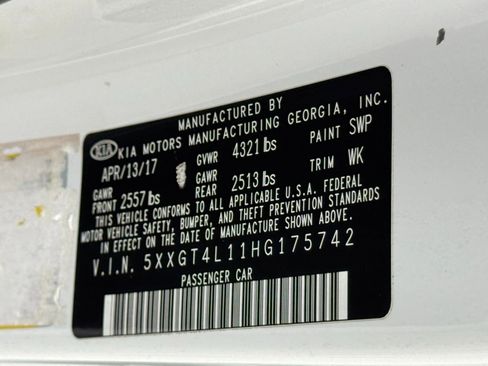 MANUFACTURED BY
KIA KIA MOTORS MANUFACTURING GEORGIA, INC.
APR/13/17 GVWR 4321 lbs PAINT SWP
GAWR FRONT 2557 lbs GAWR REAR 2513 lbs TRIM WK
THIS VEHICLE CONFORMS TO ALL APPLICABLE U.S.A. FEDERAL
MOTOR VEHICLE SAFETY, BUMPER, AND THEFT PREVENTION STANDARDS
IN EFFECT ON THE DATE OF MANUFACTURE SHOWN ABOVE.
V.I.N. 5XXGT4L11HG175742
PASSENGER CAR